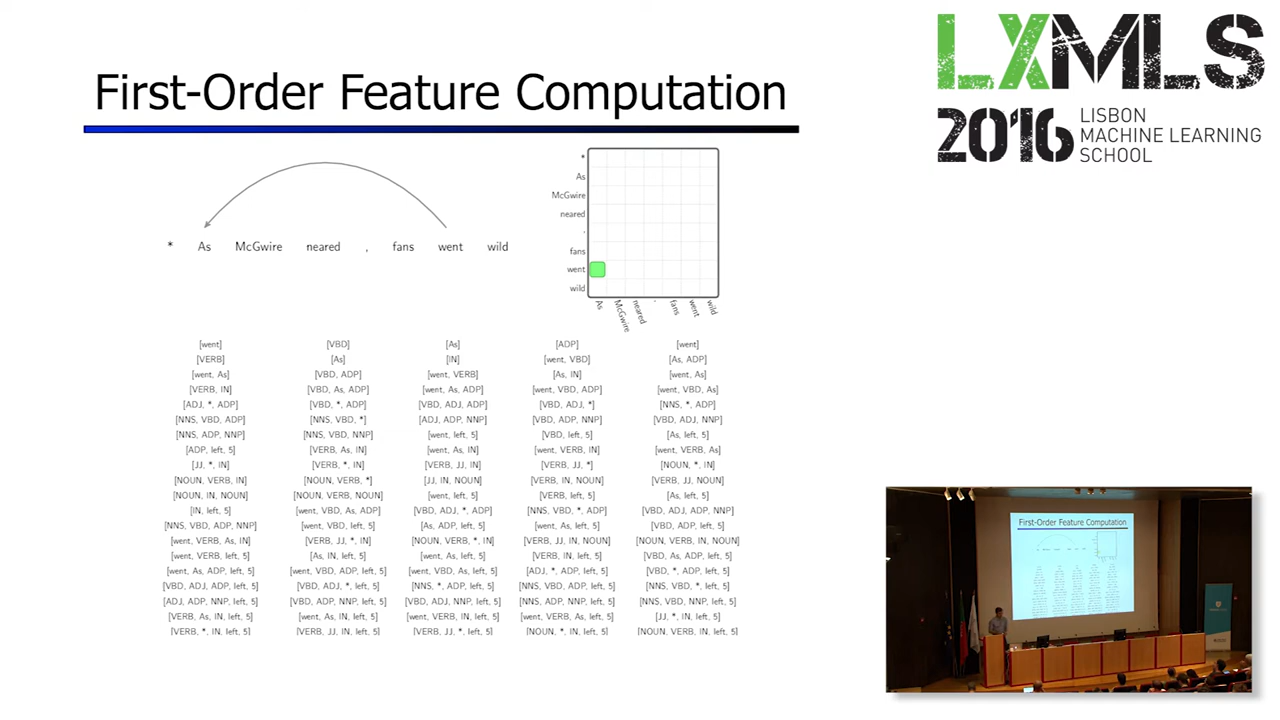 LXMLS
2016 LISBON
MACHINE LEARNING
SCHOOL
First-Order Feature Computation
* As McGwire neared , fans went wild
*
As
McGwire
neared
,
fans
went
wild
As McGwire neared , fans went wild
[went] [VBD] [As] [ADP] [went]
[VERB] [As] [IN] [went, VBD] [As, ADP]
[went, As] [VBD, ADP] [went, VERB] [As, IN] [went, As]
[VERB, IN] [VBD, As, ADP] [went, As, ADP] [went, VBD, ADP] [went, VBD, As]
[ADJ, *, ADP] [VBD, *, ADP] [VBD, ADJ, ADP] [VBD, ADJ, *] [NNS, *, ADP]
[NNS, VBD, ADP] [NNS, VBD, *] [ADJ, ADP, NNP] [VBD, ADP, NNP] [VBD, ADJ, NNP]
[NNS, ADP, NNP] [NNS, VBD, NNP] [went, left, 5] [VBD, left, 5] [As, left, 5]
[ADP, left, 5] [VERB, As, IN] [went, As, IN] [went, VERB, IN] [went, VERB, As]
[JJ, *, IN] [VERB, *, IN] [VERB, JJ, IN] [VERB, JJ, *] [NOUN, *, IN]
[NOUN, VERB, IN] [NOUN, VERB, *] [JJ, IN, NOUN] [VERB, IN, NOUN] [VERB, JJ, NOUN]
[NOUN, IN, NOUN] [NOUN, VERB, NOUN] [went, left, 5] [VERB, left, 5] [As, left, 5]
[IN, left, 5] [went, VBD, As, ADP] [VBD, ADJ, *, ADP] [NNS, VBD, *, ADP] [VBD, ADJ, ADP, NNP]
[NNS, VBD, ADP, NNP] [went, VBD, left, 5] [As, ADP, left, 5] [went, As, left, 5] [VBD, ADP, left, 5]
[went, VERB, As, IN] [VERB, JJ, *, IN] [NOUN, VERB, *, IN] [VERB, JJ, IN, NOUN] [NOUN, VERB, IN, NOUN]
[went, VERB, left, 5] [As, IN, left, 5] [went, As, left, 5] [VERB, IN, left, 5] [VBD, As, ADP, left, 5]
[went, As, ADP, left, 5] [went, VBD, ADP, left, 5] [went, VBD, As, left, 5] [ADJ, *, ADP, left, 5] [VBD, *, ADP, left, 5]
[VBD, ADJ, ADP, left, 5] [VBD, ADJ, *, left, 5] [NNS, *, ADP, left, 5] [NNS, VBD, ADP, left, 5] [NNS, VBD, *, left, 5]
[ADJ, ADP, NNP, left, 5] [VBD, ADP, NNP, left, 5] [VBD, ADJ, NNP, left, 5] [NNS, ADP, NNP, left, 5] [NNS, VBD, NNP, left, 5]
[VERB, As, IN, left, 5] [went, As, IN, left, 5] [went, VERB, IN, left, 5] [went, VERB, As, left, 5] [JJ, *, IN, left, 5]
[VERB, *, IN, left, 5] [VERB, JJ, IN, left, 5] [VERB, JJ, *, left, 5] [NOUN, *, IN, left, 5] [NOUN, VERB, IN, left, 5]
First-Order Feature Computation